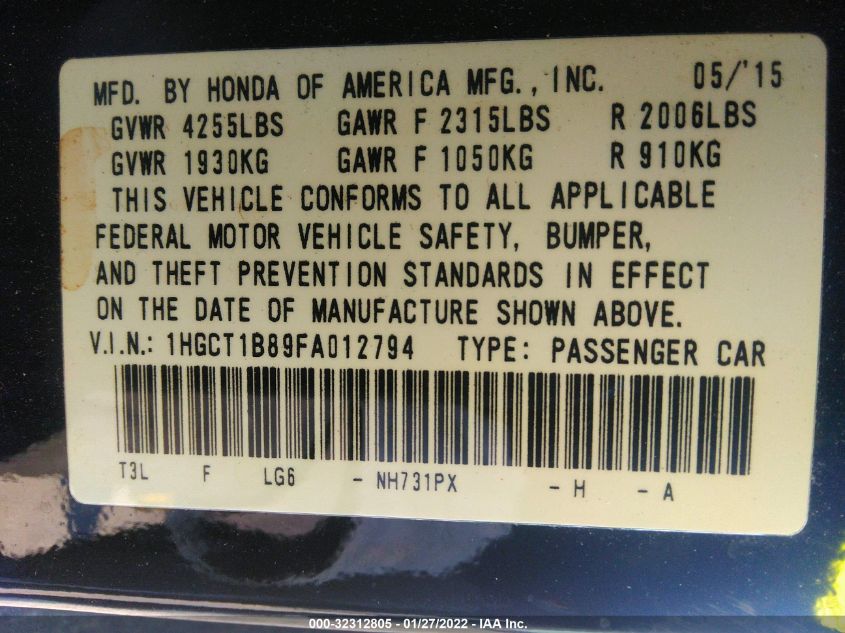 MFD. BY HONDA OF AMERICA MFG., INC. 05/'15
GVWR 4255LBS GAWR F 2315LBS R 2006LBS
GVWR 1930KG GAWR F 1050KG R 910KG
THIS VEHICLE CONFORMS TO ALL APPLICABLE
FEDERAL MOTOR VEHICLE SAFETY, BUMPER,
AND THEFT PREVENTION STANDARDS IN EFFECT
ON THE DATE OF MANUFACTURE SHOWN ABOVE.
V.I.N.: 1HGCT1B89FA012794 TYPE: PASSENGER CAR
T3L F LG6 - NH731PX - H - A
000-32312805 | 01/27/2022 - IAA Inc.